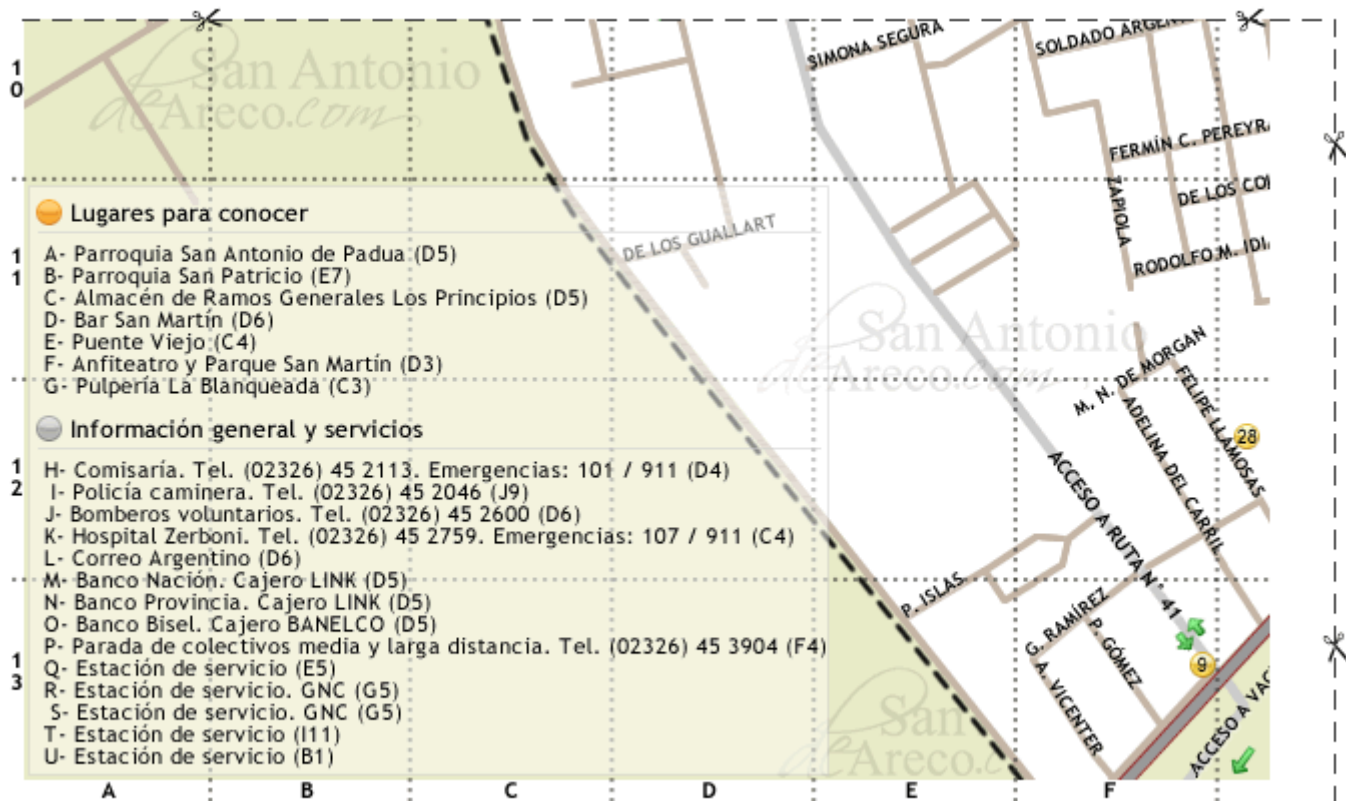 San Antonio
de Areco.com
SIMONA SEGURA
SOLDADO ARGEN
10
FERMÍN C. PEREYRA
ZAPIOLA
DE LOS CO
Lugares para conocer
DE LOS GUALLART
RODOLFO M. IDI
11
A- Parroquia San Antonio de Padua (D5)
B- Parroquia San Patricio (E7)
C- Almacén de Ramos Generales Los Principios (D5)
D- Bar San Martín (D6)
E- Puente Viejo (C4)
F- Anfiteatro y Parque San Martín (D3)
G- Pulpería La Blanqueada (C3)
San Antonio
de Areco.com
M. N. DE MORGAN
FELIPE LLAMOSAS
ADELINA DEL CARRIL
28
Información general y servicios
12
H- Comisaría. Tel. (02326) 45 2113. Emergencias: 101 / 911 (D4)
I- Policía caminera. Tel. (02326) 45 2046 (J9)
J- Bomberos voluntarios. Tel. (02326) 45 2600 (D6)
K- Hospital Zerboni. Tel. (02326) 45 2759. Emergencias: 107 / 911 (C4)
L- Correo Argentino (D6)
M- Banco Nación. Cajero LINK (D5)
N- Banco Provincia. Cajero LINK (D5)
O- Banco Bisel. Cajero BANELCO (D5)
P- Parada de colectivos media y larga distancia. Tel. (02326) 45 3904 (F4)
Q- Estación de servicio (E5)
R- Estación de servicio. GNC (G5)
S- Estación de servicio. GNC (G5)
T- Estación de servicio (I11)
U- Estación de servicio (B1)
ACCESO A RUTA N° 41
P. ISLAS
G. RAMÍREZ
P. GÓMEZ
A. VICENTER
9
13
ACCESO A VAC
San
de Areco.c
A B C D E F